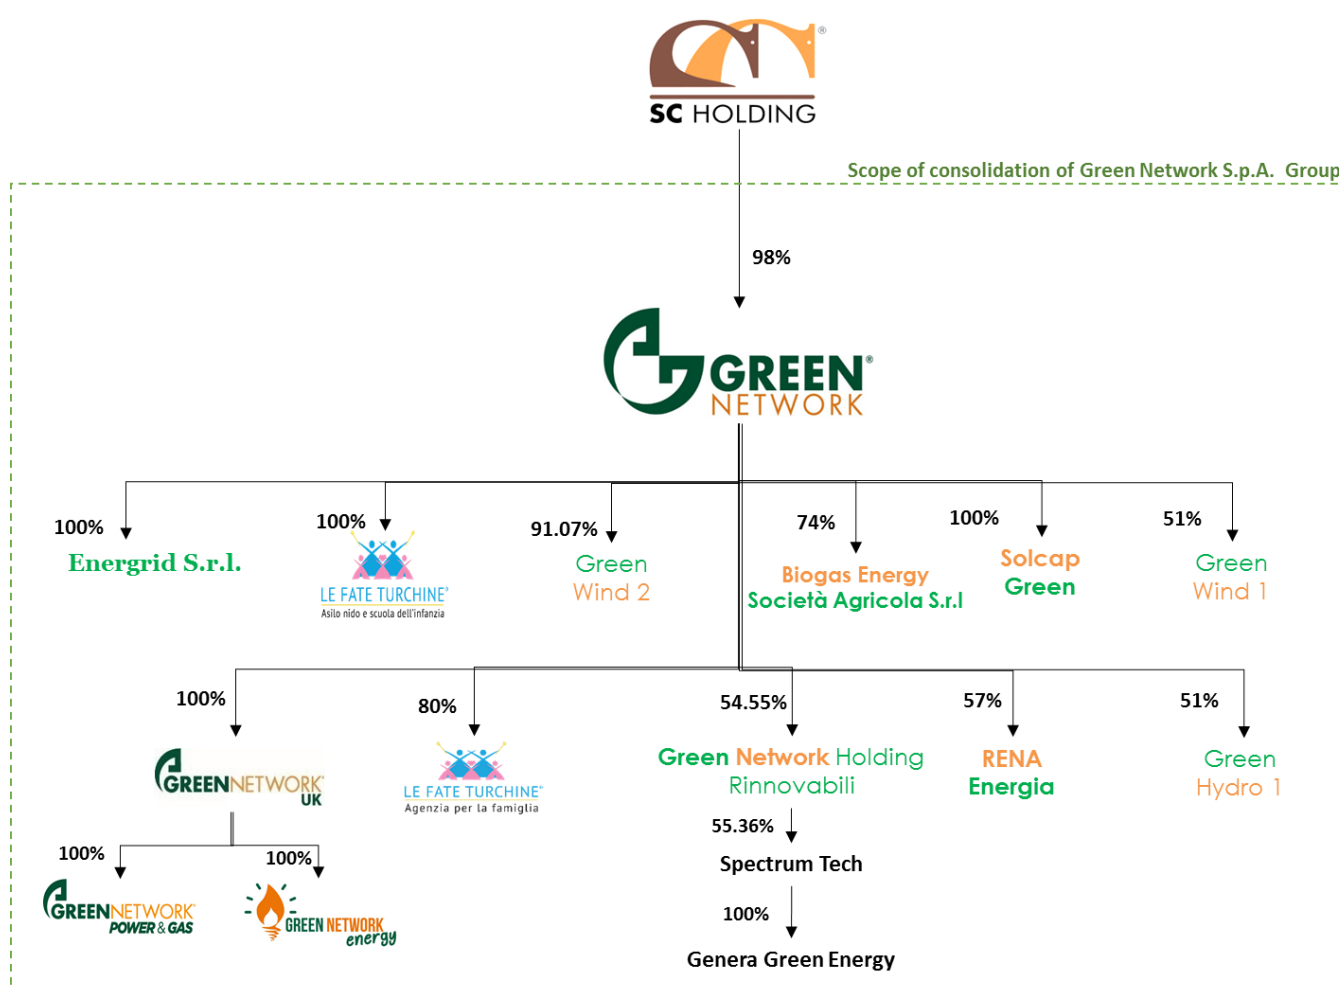 SC HOLDING®
Scope of consolidation of Green Network S.p.A. Group
98%
GREEN®
NETWORK
100%
Energrid S.r.l.
100%
LE FATE TURCHINE®
Asilo nido e scuola dell'infanzia
91.07%
Green
Wind 2
74%
Biogas Energy
Società Agricola S.r.l
100%
Solcap
Green
51%
Green
Wind 1
100%
GREENNETWORK®
UK
80%
LE FATE TURCHINE®
Agenzia per la famiglia
54.55%
Green Network Holding
Rinnovabili
57%
RENA
Energia
51%
Green
Hydro 1
100%
GREENNETWORK®
POWER & GAS
100%
GREEN NETWORK
energy
55.36%
Spectrum Tech
100%
Genera Green Energy